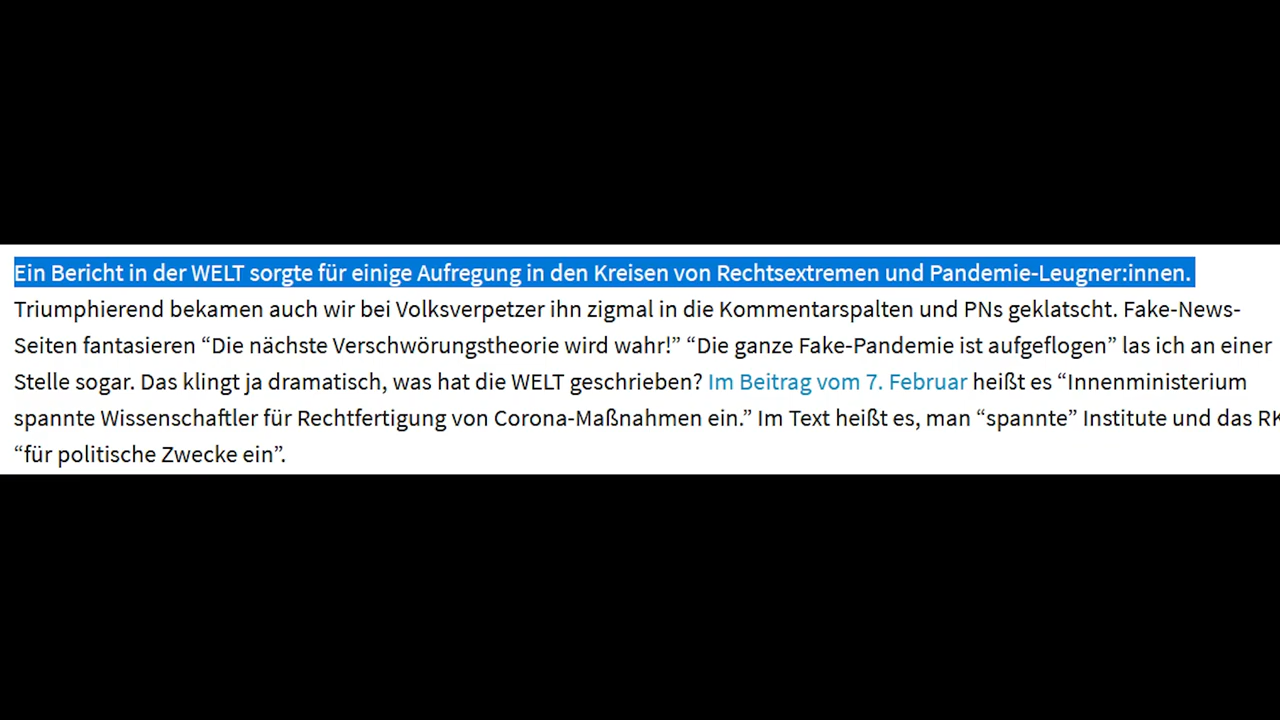 Ein Bericht in der WELT sorgte für einige Aufregung in den Kreisen von Rechtsextremen und Pandemie-Leugner:innen.
Triumphierend bekamen auch wir bei Volksverpetzer ihn zigmal in die Kommentarspalten und PNs geklatscht. Fake-News-
Seiten fantasieren “Die nächste Verschwörungstheorie wird wahr!” “Die ganze Fake-Pandemie ist aufgeflogen” las ich an einer
Stelle sogar. Das klingt ja dramatisch, was hat die WELT geschrieben? Im Beitrag vom 7. Februar heißt es “Innenministerium
spannte Wissenschaftler für Rechtfertigung von Corona-Maßnahmen ein.” Im Text heißt es, man “spannte” Institute und das
“für politische Zwecke ein”.